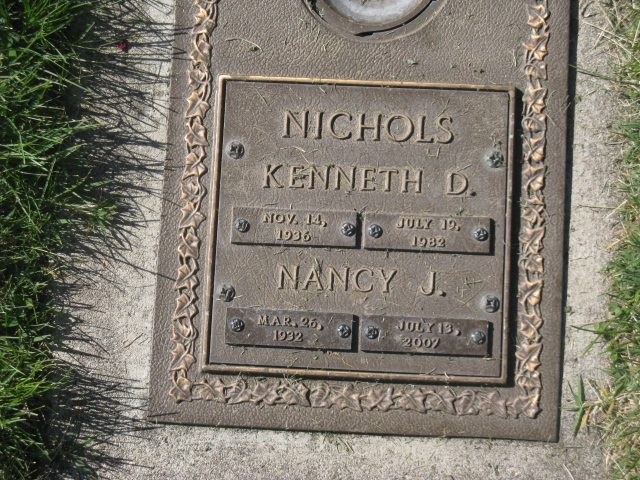 NICHOLS
KENNETH D.
NOV. 14, 1936
JULY 19, 1982
NANCY J.
MAR. 26, 1932
JULY 13, 2007